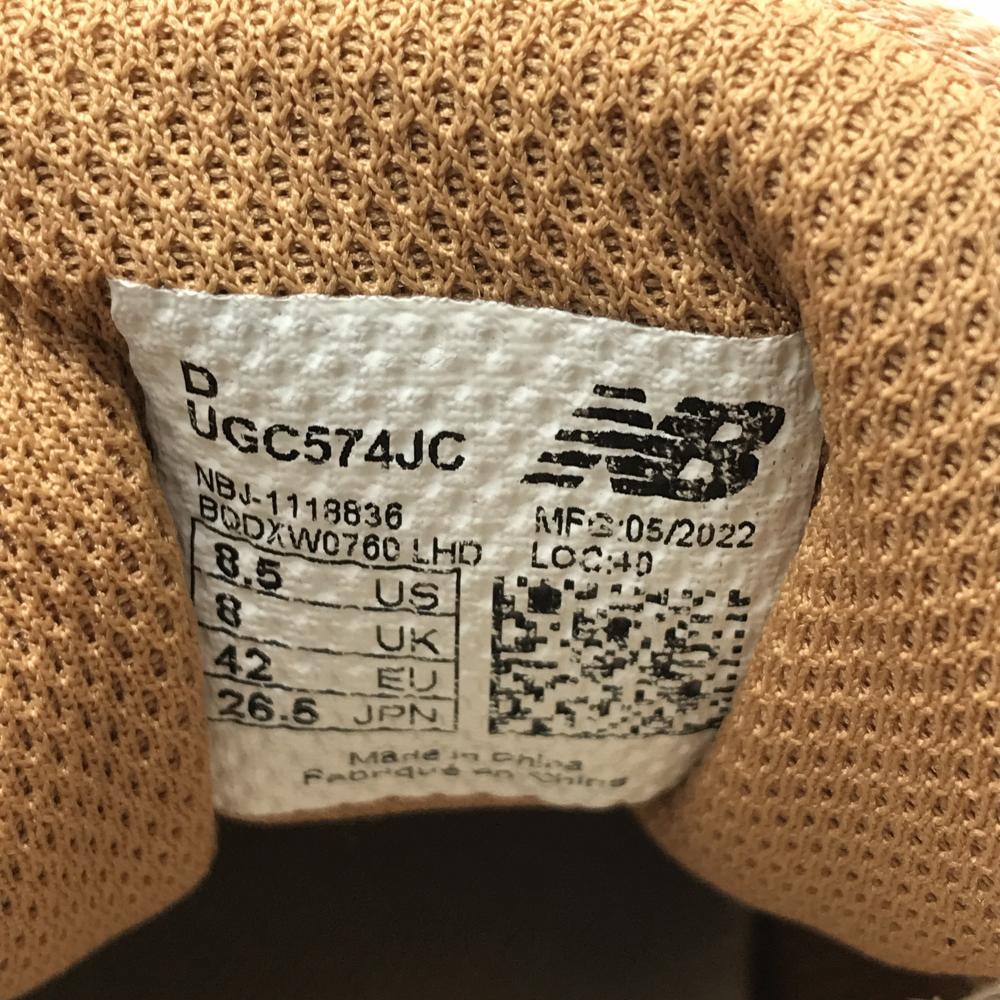 D
UGC574JC
NB
NBJ-1118836
BQDXW0760 LHD
MFG:05/2022
LOC:40
8.5 US
8 UK
42 EU
26.5 JPN
Made in China
Fabriqué en Chine